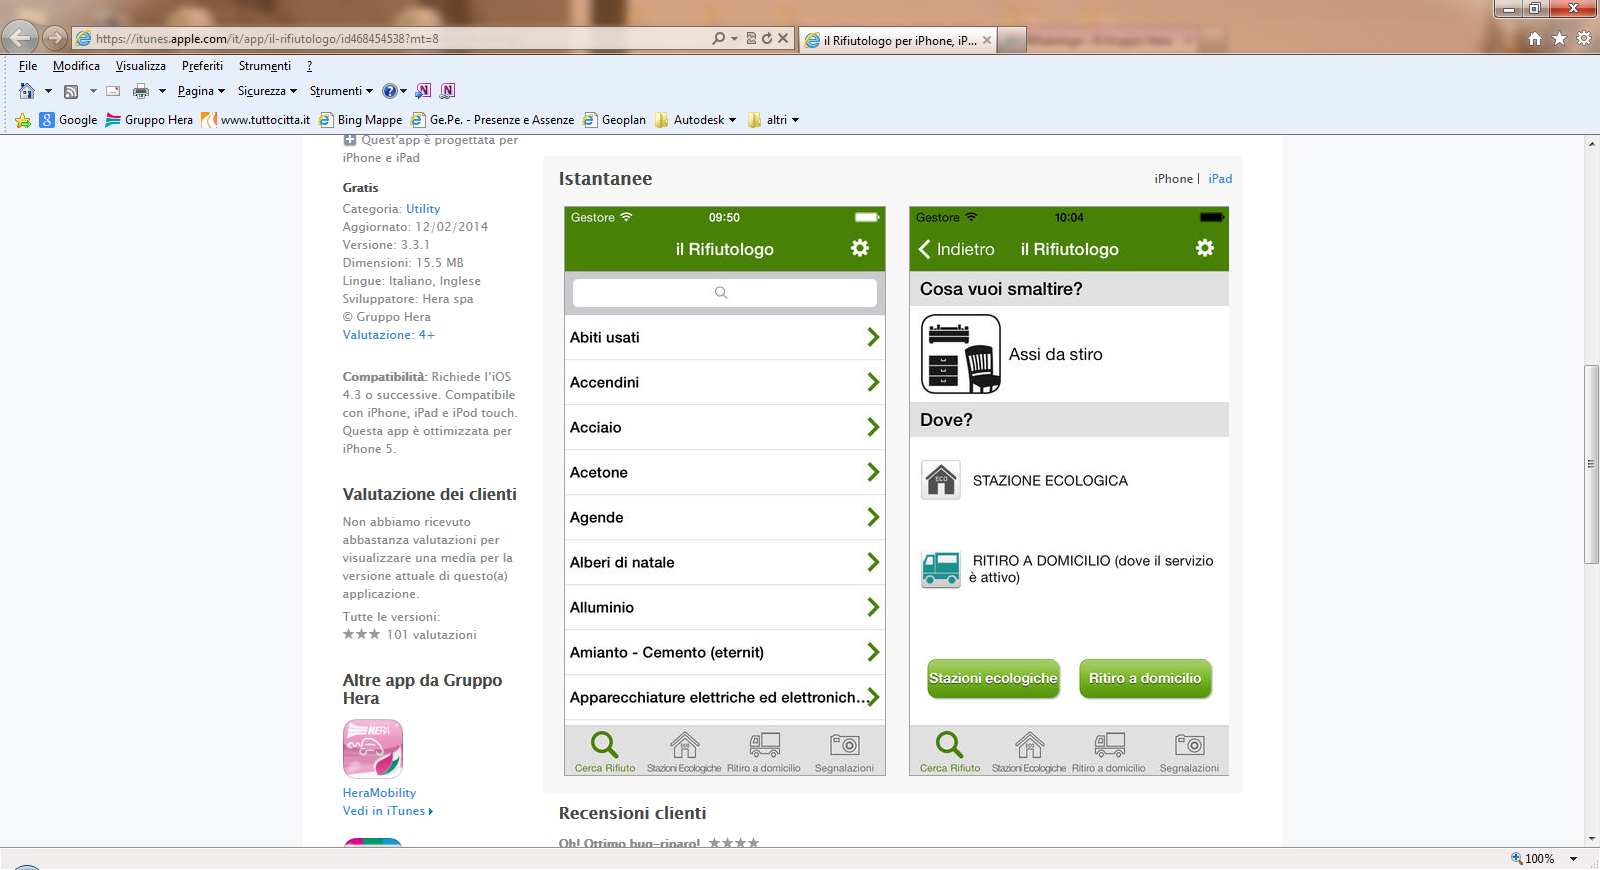 https://itunes.apple.com/it/app/il-rifiutologo/id468454538?mt=8
il Rifiutologo per iPhone, iP...
File Modifica Visualizza Preferiti Strumenti ?
Pagina Sicurezza Strumenti
Google Gruppo Hera www.tuttocitta.it Bing Mappe Ge.Pe. - Presenze e Assenze Geoplan Autodesk altri
Quest'app è progettata per
iPhone e iPad
Gratis
Categoria: Utility
Aggiornato: 12/02/2014
Versione: 3.3.1
Dimensioni: 15.5 MB
Lingue: Italiano, Inglese
Sviluppatore: Hera spa
© Gruppo Hera
Valutazione: 4+
Compatibilità: Richiede l'iOS
4.3 o successive. Compatibile
con iPhone, iPad e iPod touch.
Questa app è ottimizzata per
iPhone 5.
Valutazione dei clienti
Non abbiamo ricevuto
abbastanza valutazioni per
visualizzare una media per la
versione attuale di questo(a)
applicazione.
Tutte le versioni:
101 valutazioni
Altre app da Gruppo
Hera
HERA
HeraMobility
Vedi in iTunes
Istantanee
iPhone | iPad
Gestore 09:50
il Rifiutologo
Abiti usati
Accendini
Acciaio
Acetone
Agende
Alberi di natale
Alluminio
Amianto - Cemento (eternit)
Apparecchiature elettriche ed elettronich...
Cerca Rifiuto Stazioni Ecologiche Ritiro a domicilio Segnalazioni
Gestore 10:04
Indietro il Rifiutologo
Cosa vuoi smaltire?
Assi da stiro
Dove?
ECO
STAZIONE ECOLOGICA
RITIRO A DOMICILIO (dove il servizio
è attivo)
Stazioni ecologiche Ritiro a domicilio
Cerca Rifiuto Stazioni Ecologiche Ritiro a domicilio Segnalazioni
Recensioni clienti
Oh! Ottimo bug-riparo!
100%